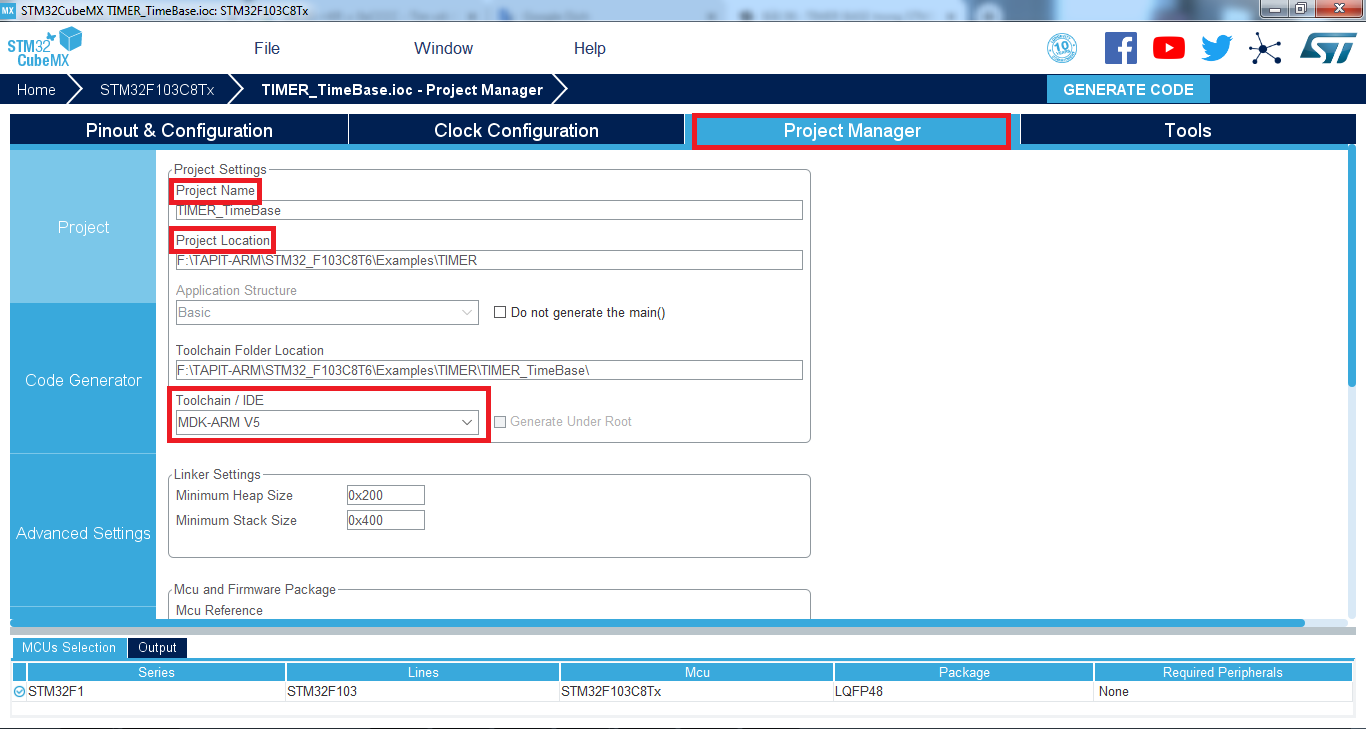 MX STM32CubeMX TIMER_TimeBase.ioc: STM32F103C8Tx
STM32
CubeMX
File Window Help
10
ST
Home STM32F103C8Tx TIMER_TimeBase.ioc - Project Manager GENERATE CODE
Pinout & Configuration Clock Configuration Project Manager Tools
Project
Code Generator
Advanced Settings
Project Settings
Project Name
TIMER_TimeBase
Project Location
F:\TAPIT-ARM\STM32_F103C8T6\Examples\TIMER
Application Structure
Basic Do not generate the main()
Toolchain Folder Location
F:\TAPIT-ARM\STM32_F103C8T6\Examples\TIMER\TIMER_TimeBase\
Toolchain / IDE
MDK-ARM V5 Generate Under Root
Linker Settings
Minimum Heap Size 0x200
Minimum Stack Size 0x400
Mcu and Firmware Package
Mcu Reference
MCUs Selection Output
Series Lines Mcu Package Required Peripherals
STM32F1 STM32F103 STM32F103C8Tx LQFP48 None